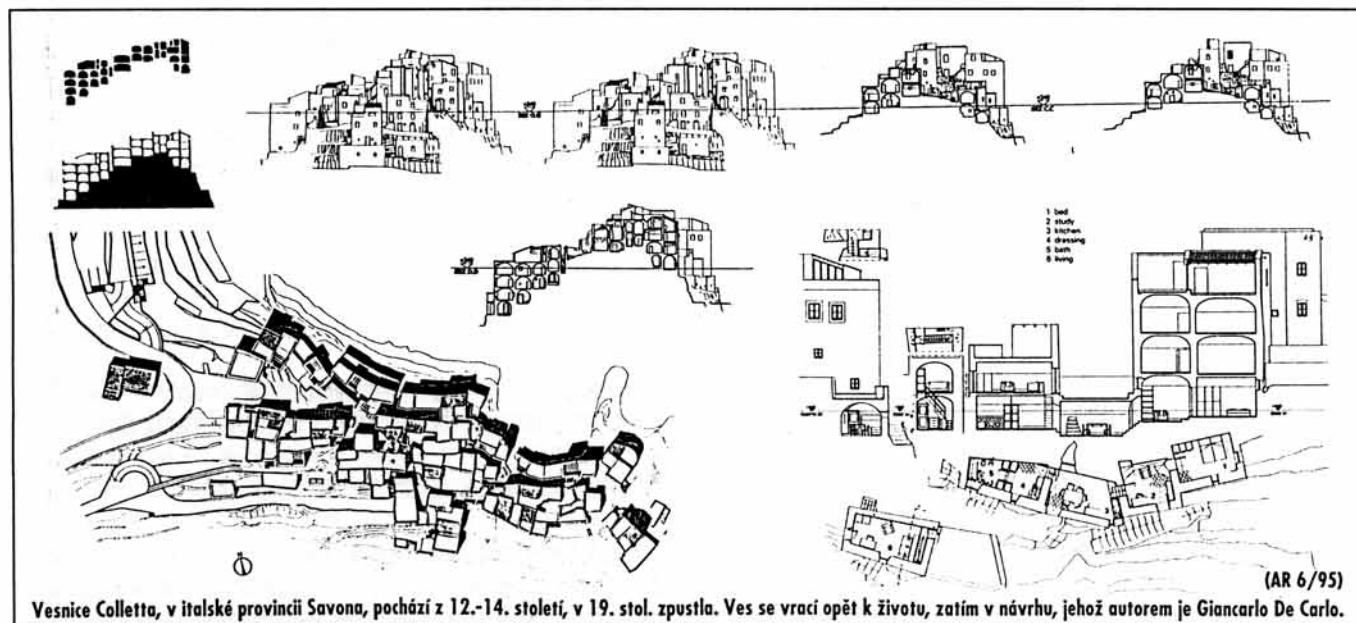 1 bed
2 study
3 kitchen
4 dressing
5 bath
6 living
(AR 6/95)
Vesnice Colletta, v italské provincii Savona, pochází z 12.-14. století, v 19. stol. zpustla. Ves se vrací opět k životu, zatím v návrhu, jehož autorem je Giancarlo De Carlo.